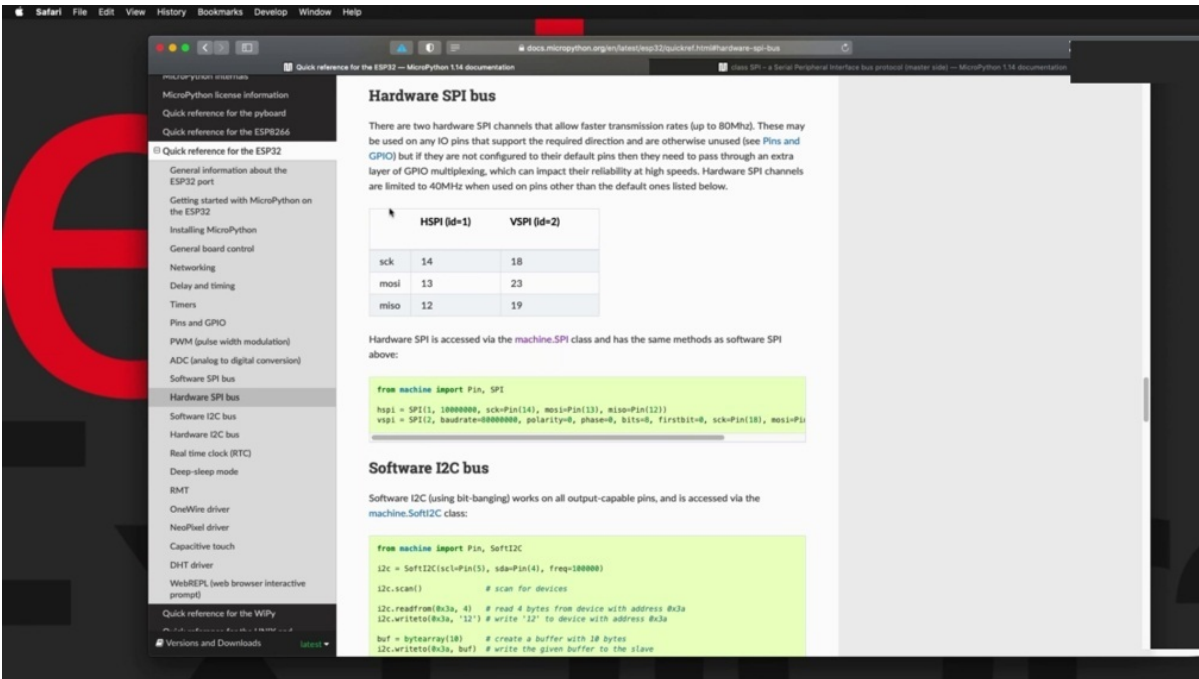 Safari File Edit View History Bookmarks Develop Window Help
docs.micropython.org/en/latest/esp32/quickref.html#hardware-spi-bus
Quick reference for the ESP32 — MicroPython 1.14 documentation
class SPI – a Serial Peripheral Interface bus protocol (master side) — MicroPython 1.14 documentation
MicroPython internals
MicroPython license information
Quick reference for the pyboard
Quick reference for the ESP8266
Quick reference for the ESP32
General information about the
ESP32 port
Getting started with MicroPython on
the ESP32
Installing MicroPython
General board control
Networking
Delay and timing
Timers
Pins and GPIO
PWM (pulse width modulation)
ADC (analog to digital conversion)
Software SPI bus
Hardware SPI bus
Software I2C bus
Hardware I2C bus
Real time clock (RTC)
Deep-sleep mode
RMT
OneWire driver
NeoPixel driver
Capacitive touch
DHT driver
WebREPL (web browser interactive
prompt)
Quick reference for the WiPy
Versions and Downloads
latest
Hardware SPI bus
There are two hardware SPI channels that allow faster transmission rates (up to 80Mhz). These may
be used on any IO pins that support the required direction and are otherwise unused (see Pins and
GPIO) but if they are not configured to their default pins then they need to pass through an extra
layer of GPIO multiplexing, which can impact their reliability at high speeds. Hardware SPI channels
are limited to 40MHz when used on pins other than the default ones listed below.
HSPI (id=1) VSPI (id=2)
sck 14 18
mosi 13 23
miso 12 19
Hardware SPI is accessed via the machine.SPI class and has the same methods as software SPI
above:
from machine import Pin, SPI
hspi = SPI(1, 10000000, sck=Pin(14), mosi=Pin(13), miso=Pin(12))
vspi = SPI(2, baudrate=80000000, polarity=0, phase=0, bits=8, firstbit=0, sck=Pin(18), mosi=Pi
Software I2C bus
Software I2C (using bit-banging) works on all output-capable pins, and is accessed via the
machine.SoftI2C class:
from machine import Pin, SoftI2C
i2c = SoftI2C(scl=Pin(5), sda=Pin(4), freq=100000)
i2c.scan() # scan for devices
i2c.readfrom(0x3a, 4) # read 4 bytes from device with address 0x3a
i2c.writeto(0x3a, '12') # write '12' to device with address 0x3a
buf = bytearray(10) # create a buffer with 10 bytes
i2c.writeto(0x3a, buf) # write the given buffer to the slave